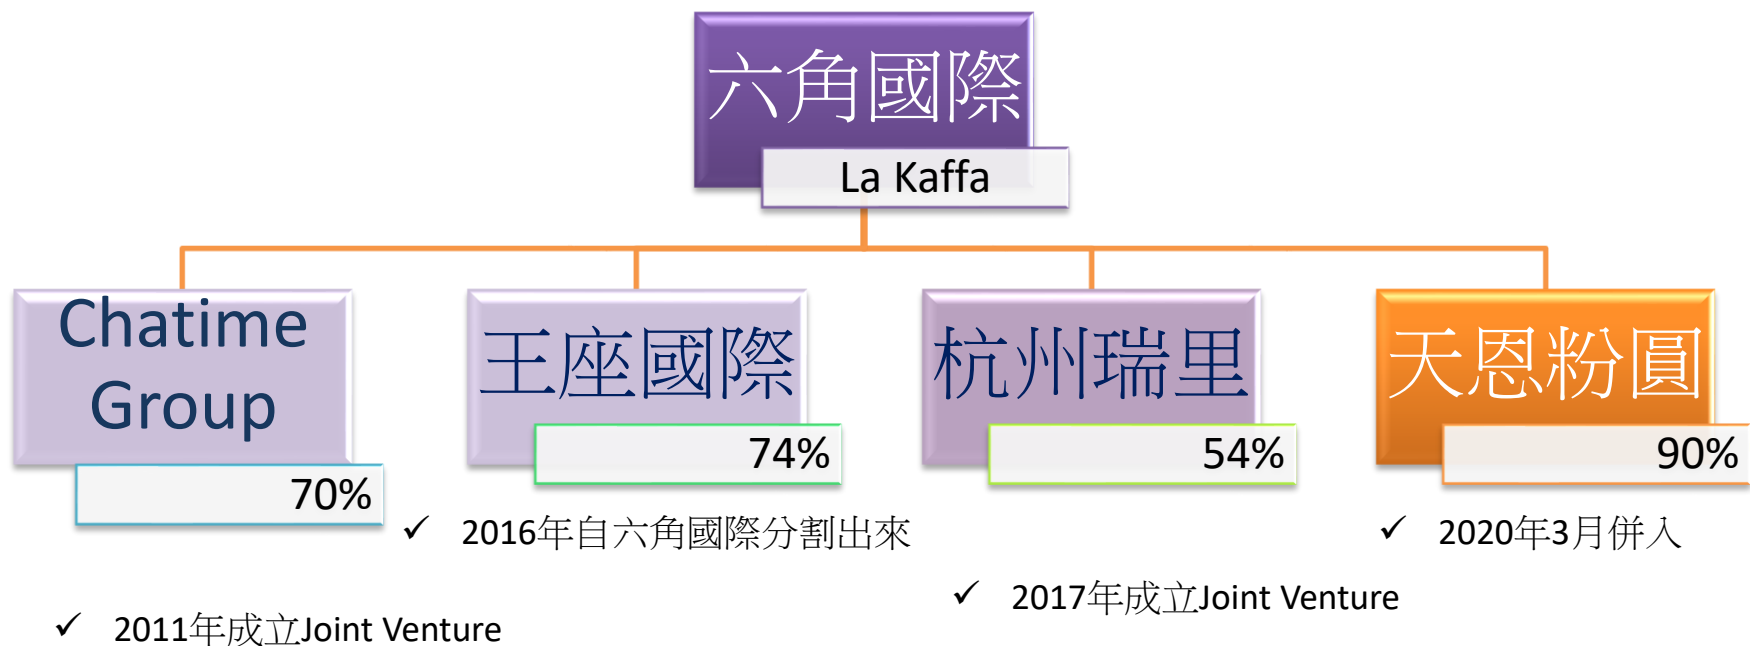 六角國際
La Kaffa
Chatime
Group
70%
王座國際
74%
杭州瑞里
54%
天恩粉圓
90%
✓ 2016年自六角國際分割出來
✓ 2020年3月併入
✓ 2017年成立Joint Venture
✓ 2011年成立Joint Venture